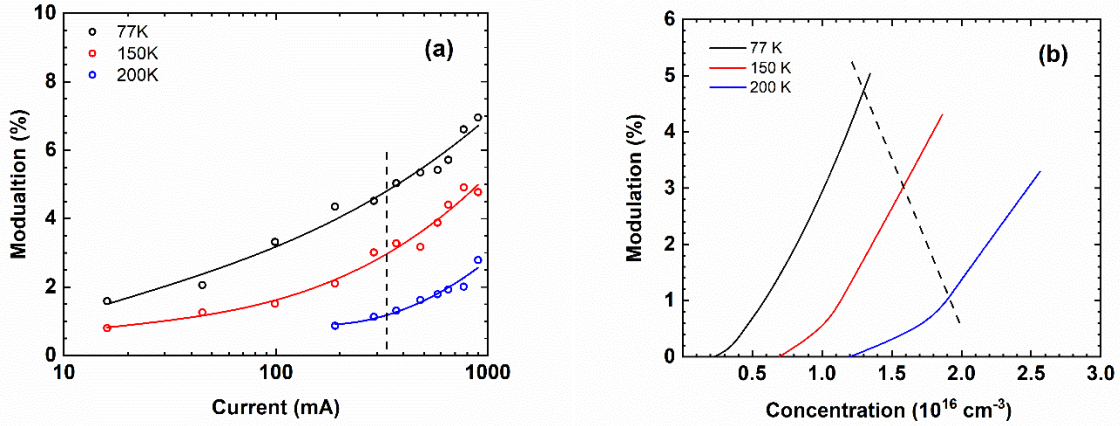 10
8
6
4
2
0
Modualtion (%)
77K
150K
200K
(a)
10
100
1000
Current (mA)
6
5
4
3
2
1
0
Modulation (%)
77 K
150 K
200 K
(b)
0.5
1.0
1.5
2.0
2.5
3.0
Concentration (10¹⁶ cm⁻³)